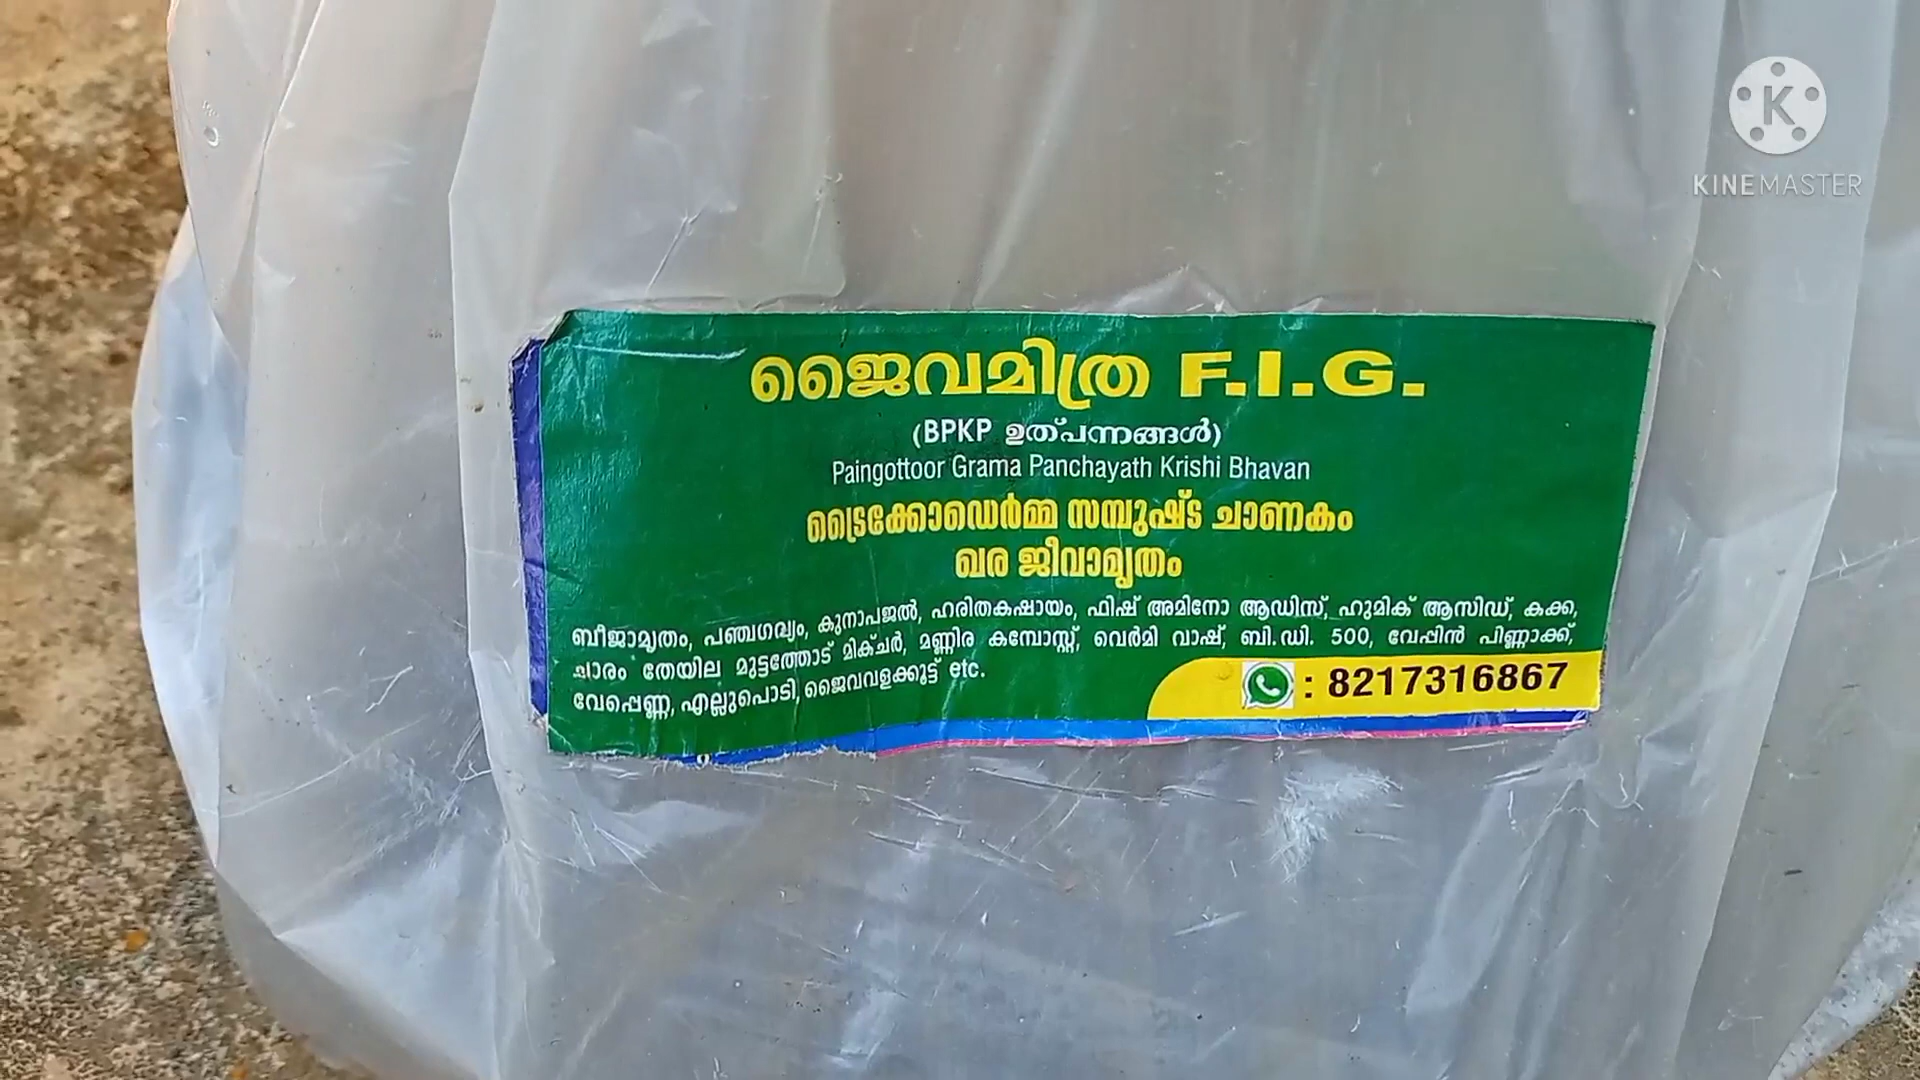 KINEMASTER
ജൈവമിത്ര F.I.G.
(BPKP ഉത്പന്നങ്ങൾ)
Paingottoor Grama Panchayath Krishi Bhavan
ട്രൈക്കോഡെർമ്മ സമ്പുഷ്ട ചാണകം
ഖര ജീവാമൃതം
ബീജാമൃതം, പഞ്ചഗവ്യം, കുനാപജൽ, ഹരിതകഷായം, ഫിഷ് അമിനോ ആഡിസ്, ഹുമിക് ആസിഡ്, കക്ക,
ചാരം തേയില മുട്ടത്തോട് മിക്ചർ, മണ്ണിര കമ്പോസ്റ്റ്, വെർമി വാഷ്, ബി.ഡി. 500, വേപ്പിൻ പിണ്ണാക്ക്,
വേപ്പെണ്ണ, എല്ലുപൊടി, ജൈവവളക്കൂട്ട് etc.
: 8217316867